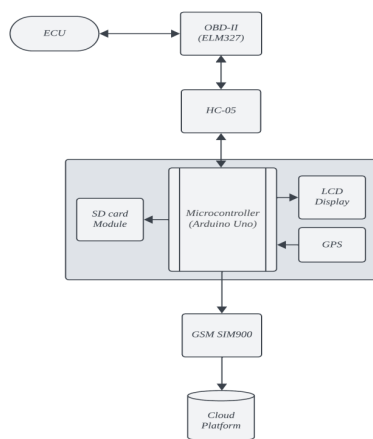 ECU
OBD-II
(ELM327)
HC-05
SD card
Module
Microcontroller
(Arduino Uno)
LCD
Display
GPS
GSM SIM900
Cloud
Platform